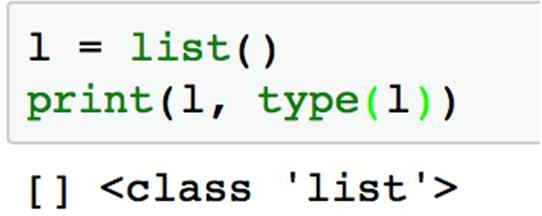 l = list()
print(l, type(l))
[] <class 'list'>